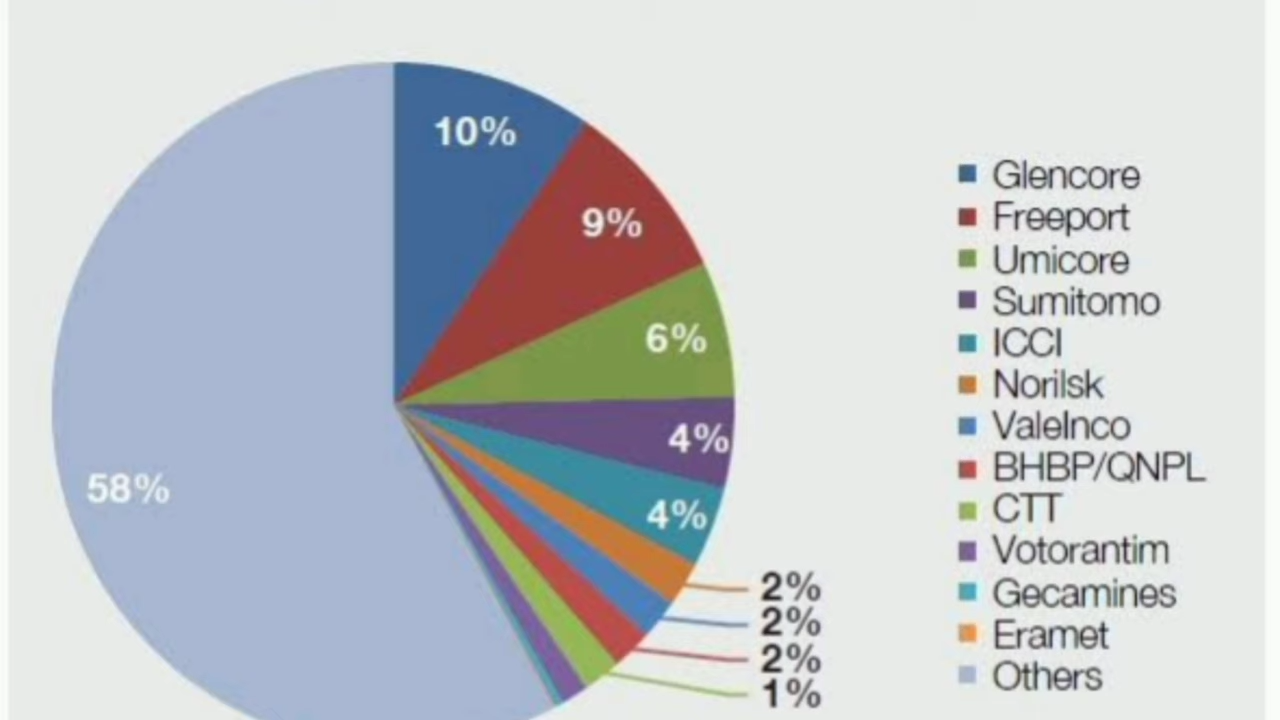 10%
9%
6%
4%
4%
58%
2%
2%
2%
1%
Glencore
Freeport
Umicore
Sumitomo
ICCI
Norilsk
ValeInco
BHBP/QNPL
CTT
Votorantim
Gecamines
Eramet
Others